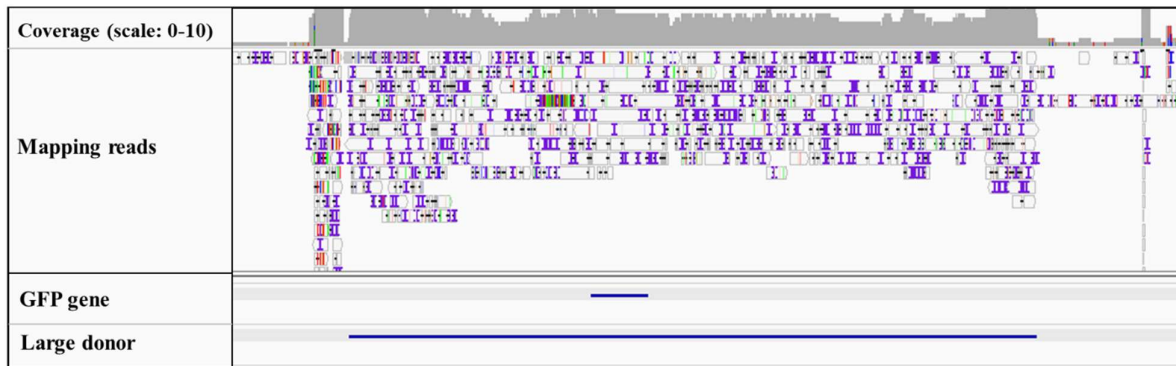 Coverage (scale: 0-10)
Mapping reads
GFP gene
Large donor